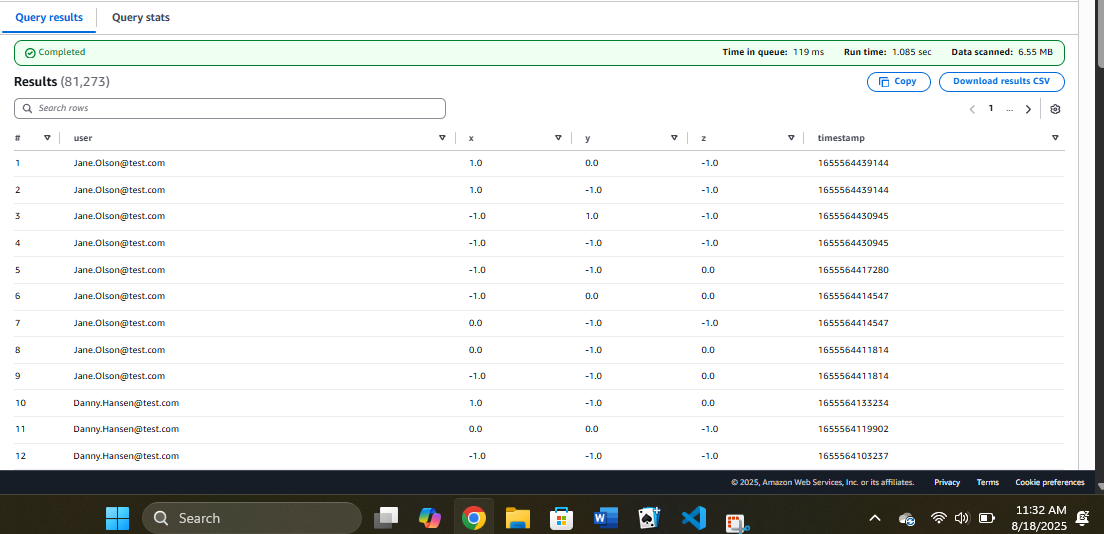 Query results Query stats
Completed Time in queue: 119 ms Run time: 1.085 sec Data scanned: 6.55 MB
Results (81,273) Copy Download results CSV
Search rows 1 ...
# user x y z timestamp
1 Jane.Olson@test.com 1.0 0.0 -1.0 1655564439144
2 Jane.Olson@test.com 1.0 -1.0 -1.0 1655564439144
3 Jane.Olson@test.com -1.0 1.0 -1.0 1655564430945
4 Jane.Olson@test.com -1.0 -1.0 -1.0 1655564430945
5 Jane.Olson@test.com -1.0 -1.0 0.0 1655564417280
6 Jane.Olson@test.com -1.0 0.0 0.0 1655564414547
7 Jane.Olson@test.com 0.0 -1.0 -1.0 1655564414547
8 Jane.Olson@test.com 0.0 -1.0 0.0 1655564411814
9 Jane.Olson@test.com -1.0 -1.0 0.0 1655564411814
10 Danny.Hansen@test.com 1.0 -1.0 0.0 1655564133234
11 Danny.Hansen@test.com 0.0 0.0 -1.0 1655564119902
12 Danny.Hansen@test.com -1.0 -1.0 -1.0 1655564103237
© 2025, Amazon Web Services, Inc. or its affiliates. Privacy Terms Cookie preferences
Search 11:32 AM
8/18/2025